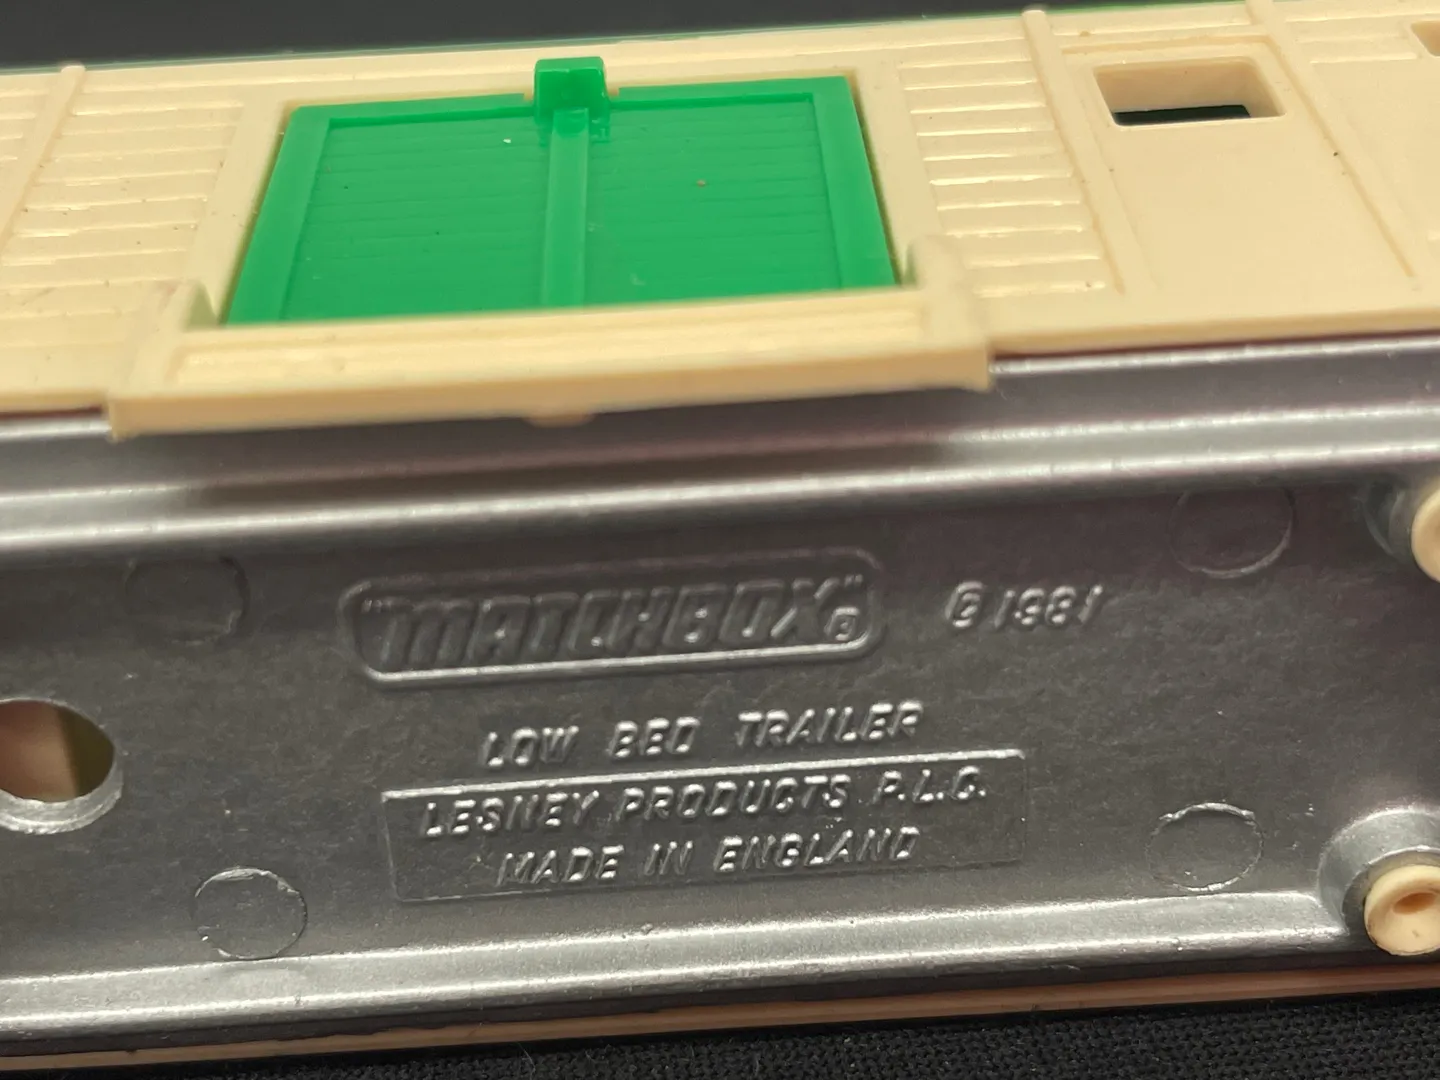 "MATCHBOX" ® © 1981
LOW BED TRAILER
LESNEY PRODUCTS P.L.C.
MADE IN ENGLAND